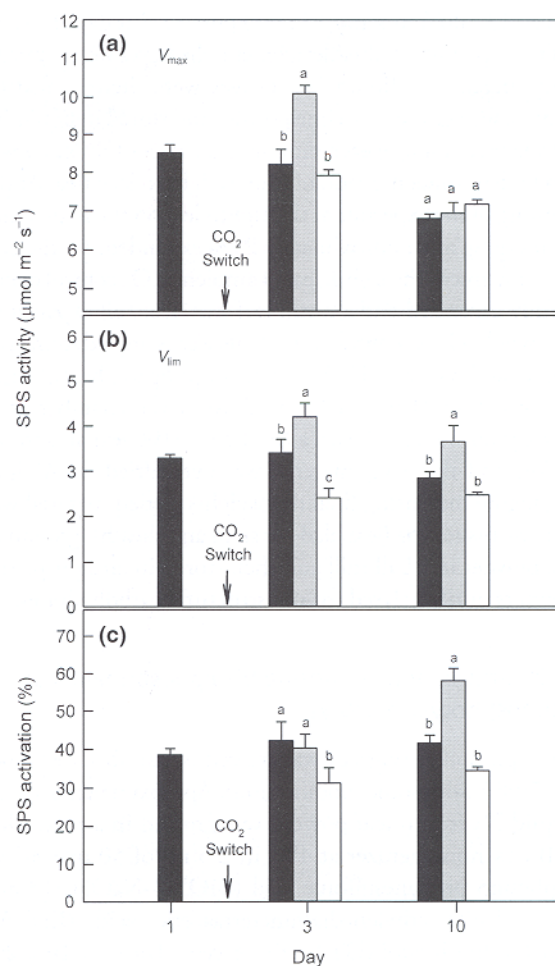 (a)
V max
12
11
10
9
8
7
6
5
a
b
b
a
a
a
CO2
Switch
SPS activity (μmol m−2 s−1)
(b)
V lim
6
5
4
3
2
1
0
a
b
c
a
b
b
CO2
Switch
(c)
SPS activation (%)
70
60
50
40
30
20
10
0
a
a
b
a
b
b
CO2
Switch
1
3
10
Day